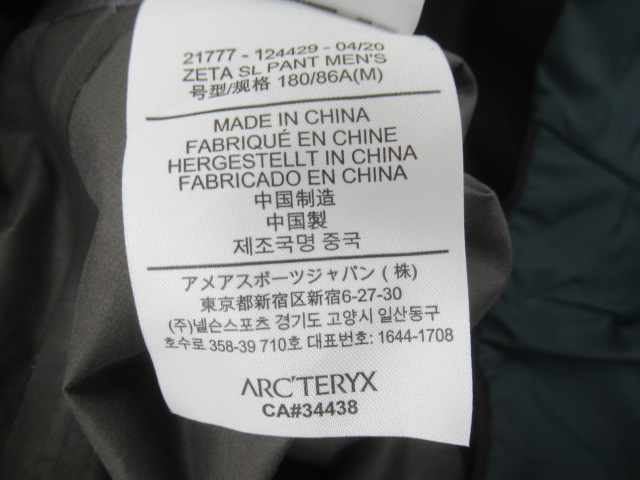 21777 - 124429 - 04/20
ZETA SL PANT MEN'S
号型/规格 180/86A(M)
MADE IN CHINA
FABRIQUÉ EN CHINE
HERGESTELLT IN CHINA
FABRICADO EN CHINA
中国制造
中国製
제조국명 중국
アメアスポーツジャパン ( 株)
東京都新宿区新宿6-27-30
(주)넬슨스포츠 경기도 고양시 일산동구
호수로 358-39 710호 대표번호: 1644-1708
ARC'TERYX
CA#34438